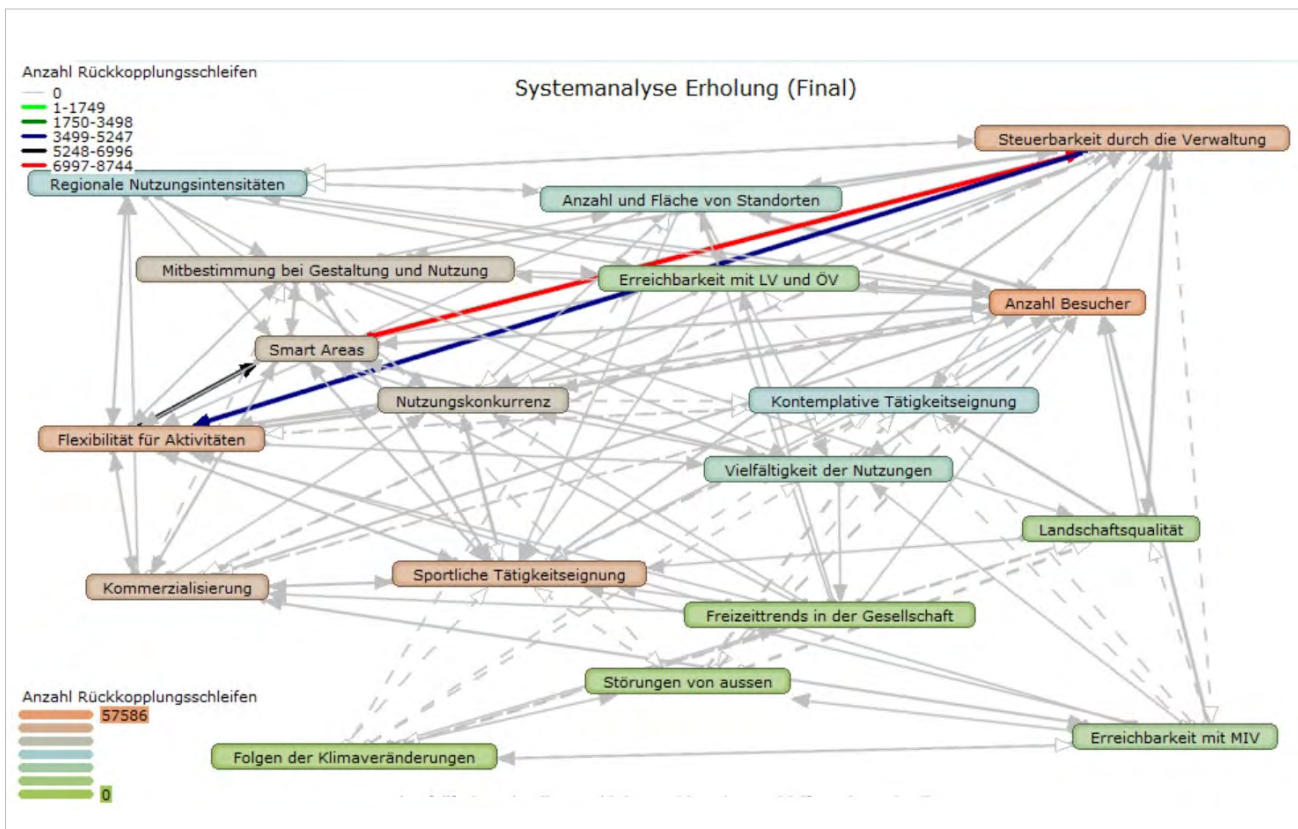 Anzahl Rückkopplungsschleifen
0
1-1749
1750-3498
3499-5247
5248-6996
6997-8744
Systemanalyse Erholung (Final)
Steuerbarkeit durch die Verwaltung
Regionale Nutzungsintensitäten
Anzahl und Fläche von Standorten
Mitbestimmung bei Gestaltung und Nutzung
Erreichbarkeit mit LV und ÖV
Anzahl Besucher
Smart Areas
Nutzungskonkurrenz
Kontemplative Tätigkeitseignung
Flexibilität für Aktivitäten
Vielfältigkeit der Nutzungen
Landschaftsqualität
Sportliche Tätigkeitseignung
Kommerzialisierung
Freizeittrends in der Gesellschaft
Störungen von aussen
Erreichbarkeit mit MIV
Folgen der Klimaveränderungen
Anzahl Rückkopplungsschleifen
57586
0